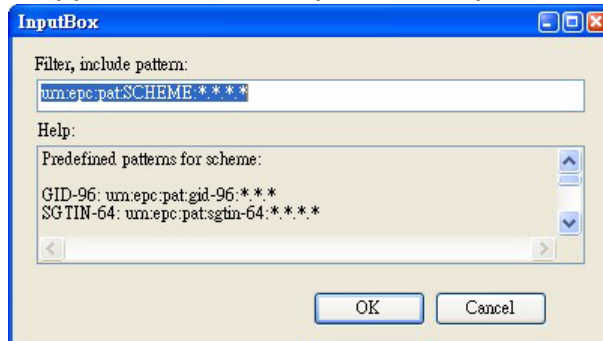 InputBox
Filter, include pattern:
urn:epc:pat:SCHEME:*.*.*.*
Help:
Predefined patterns for scheme:
GID-96: urn:epc:pat:gid-96:*.*.*
SGTIN-64: urn:epc:pat:sgtin-64:*.*.*.*
OK Cancel